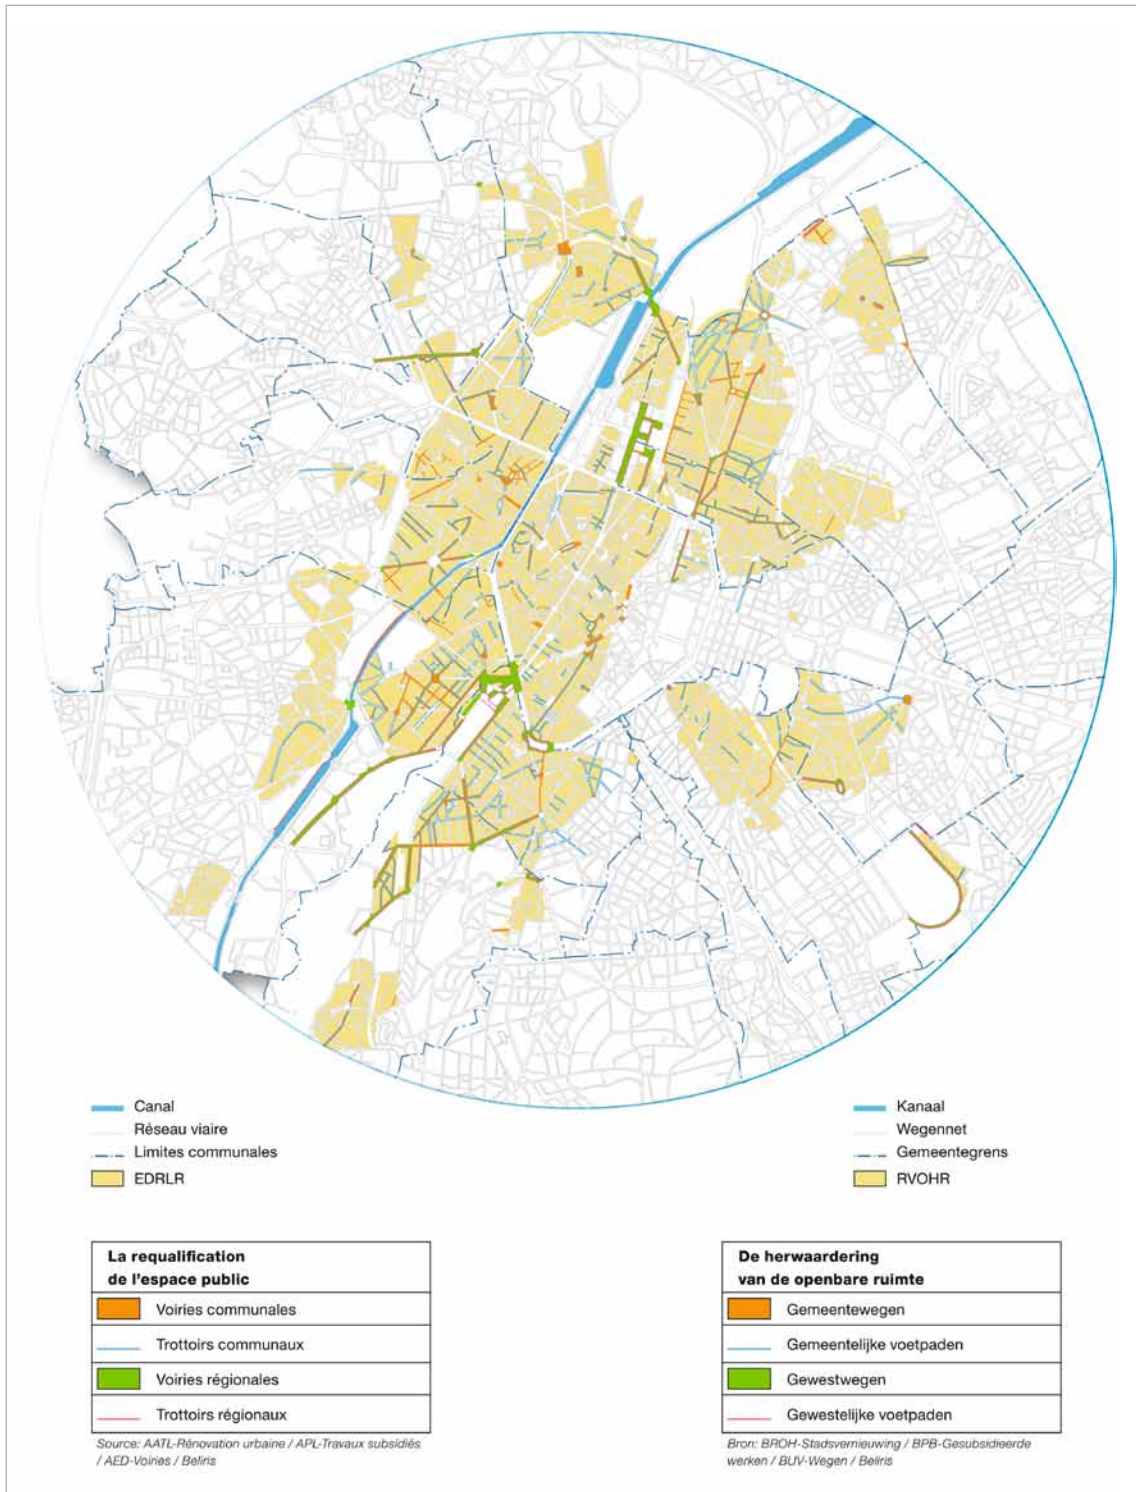 Canal
Réseau viaire
Limites communales
EDRLR
Kanaal
Wegennet
Gemeentegrens
RVOHR
La requalification
de l'espace public
Voiries communales
Trottoirs communaux
Voiries régionales
Trottoirs régionaux
Source: AATL-Rénovation urbaine / APL-Travaux subsidiés
/ AED-Voiries / Beliris
De herwaardering
van de openbare ruimte
Gemeentewegen
Gemeentelijke voetpaden
Gewestwegen
Gewestelijke voetpaden
Bron: BROH-Stadsvernieuwing / BPB-Gesubsidieerde
werken / BUV-Wegen / Beliris